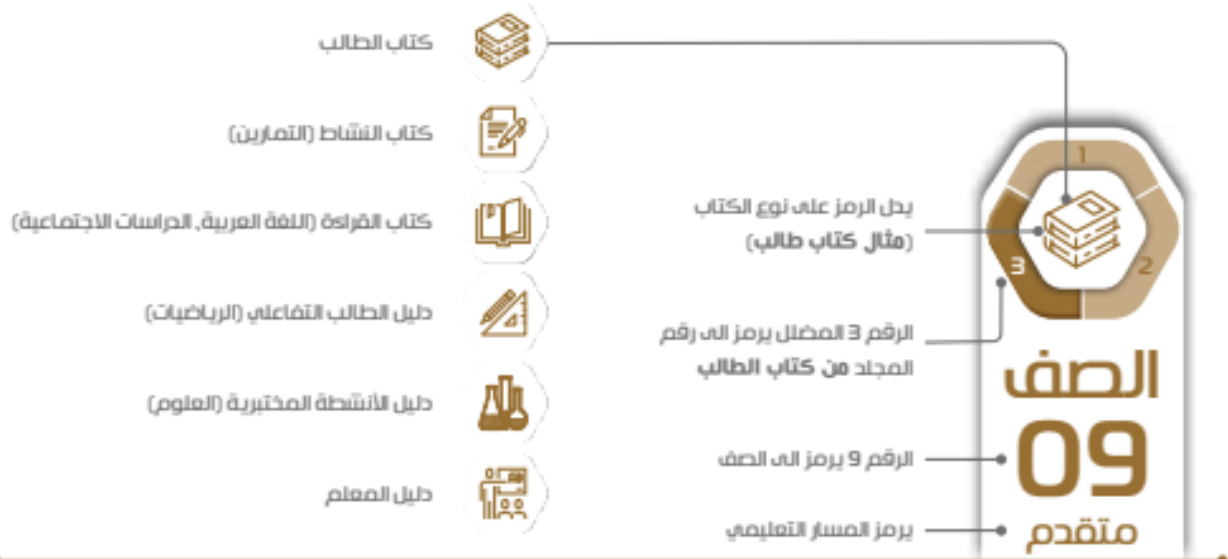 1
2
3
الصف
09
متقدم
يدل الرمز على نوع الكتاب
(مثال كتاب طالب)
الرقم 3 المضلل يرمز الى رقم
المجلد من كتاب الطالب
الرقم 9 يرمز الى الصف
يرمز المسار التعليمي
كتاب الطالب
كتاب النشاط (التمارين)
كتاب القراءة (اللغة العربية، الدراسات الاجتماعية)
دليل الطالب التفاعلي (الرياضيات)
دليل الأنشطة المختبرية (العلوم)
دليل المعلم